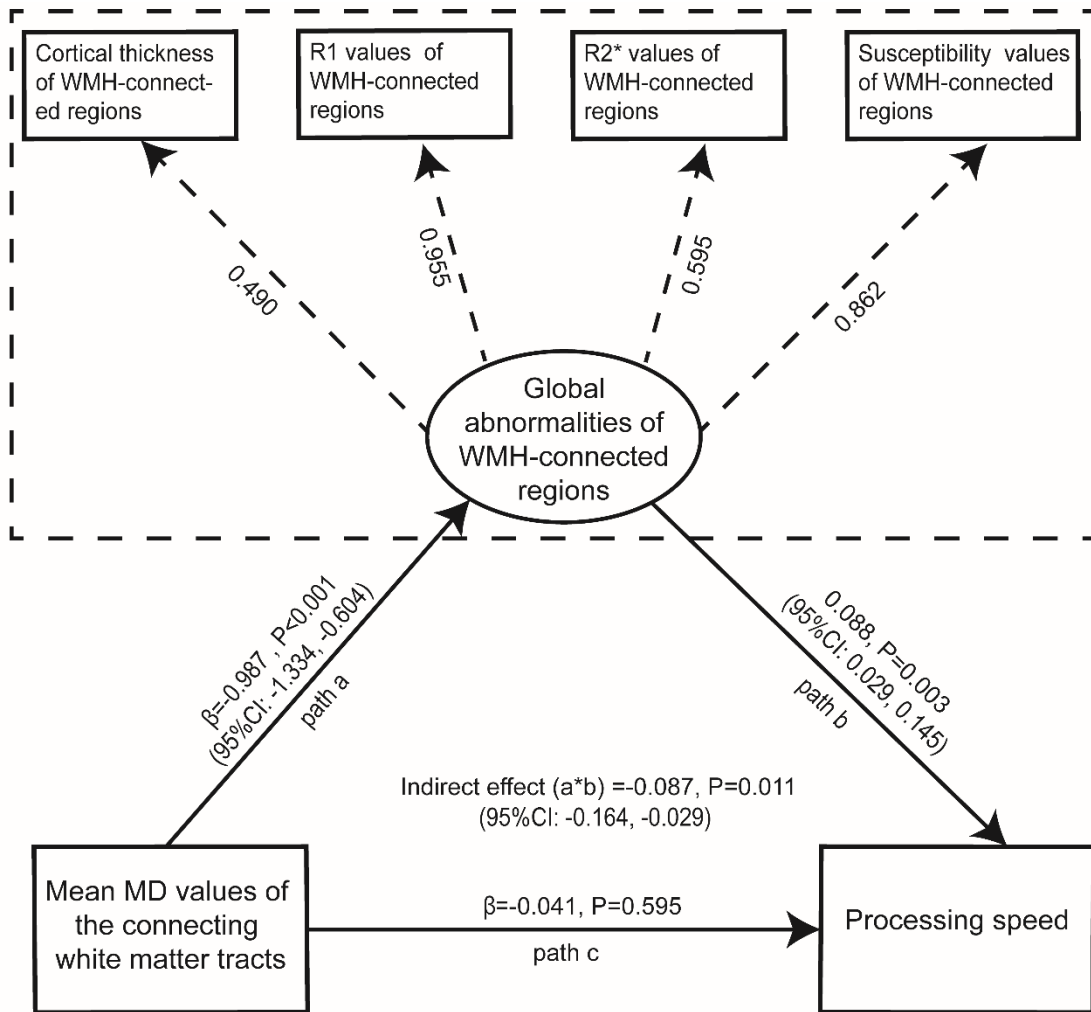 Cortical thickness
of WMH-connect-
ed regions
R1 values of
WMH-connected
regions
R2* values of
WMH-connected
regions
Susceptibility values
of WMH-connected
regions
0.490
0.955
0.595
0.862
Global
abnormalities of
WMH-connected
regions
β=-0.987 , P<0.001
(95%CI: -1.334, -0.604)
path a
0.088, P=0.003
(95%CI: 0.029, 0.145)
path b
Indirect effect (a*b) =-0.087, P=0.011
(95%CI: -0.164, -0.029)
Mean MD values of
the connecting
white matter tracts
β=-0.041, P=0.595
path c
Processing speed